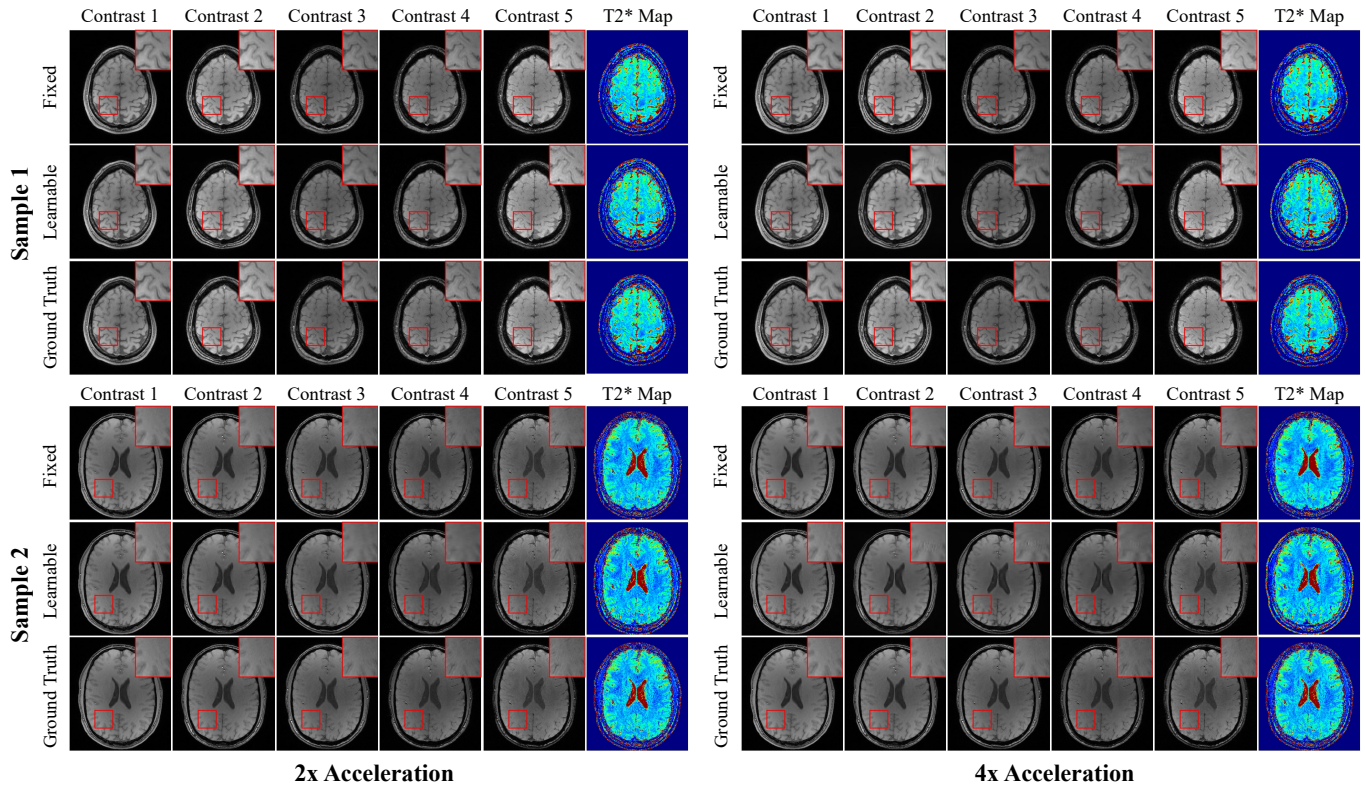 Contrast 1 Contrast 2 Contrast 3 Contrast 4 Contrast 5 T2* Map
Contrast 1 Contrast 2 Contrast 3 Contrast 4 Contrast 5 T2* Map
Sample 1
Fixed
Learnable
Ground Truth
Fixed
Learnable
Ground Truth
Contrast 1 Contrast 2 Contrast 3 Contrast 4 Contrast 5 T2* Map
Contrast 1 Contrast 2 Contrast 3 Contrast 4 Contrast 5 T2* Map
Sample 2
Fixed
Learnable
Ground Truth
Fixed
Learnable
Ground Truth
2x Acceleration
4x Acceleration